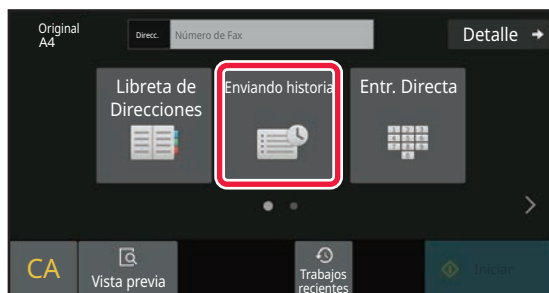 Original
A4
Direcc.
Número de Fax
Detalle
Libreta de
Direcciones
Enviando historia
Entr. Directa
CA
Vista previa
Trabajos
recientes
Iniciar